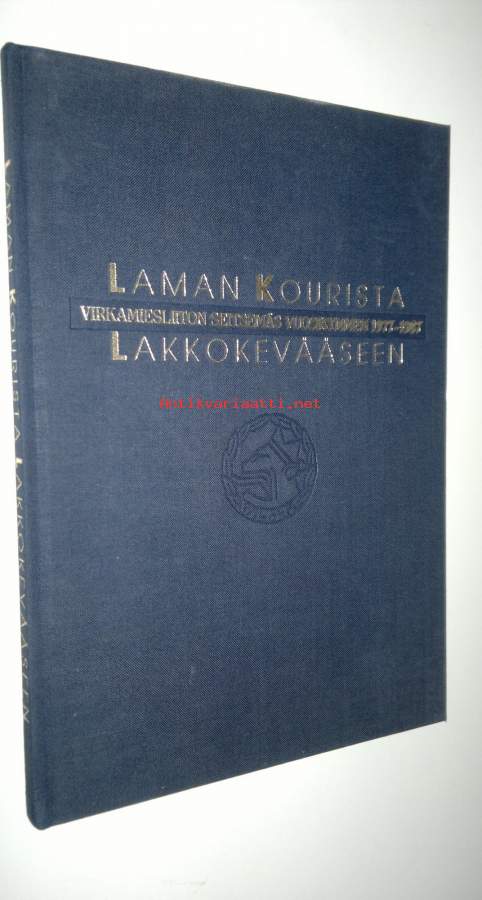 LAMAN KOURISTA
VIRKAMIESLIITON SEITSEMÄS VUOSIKYMMEN 1977-1987
LAKKOKEVÄÄSEEN
Antikvariaatti.net
LAMAN KOURISTA LAKKOKEVÄÄSEEN